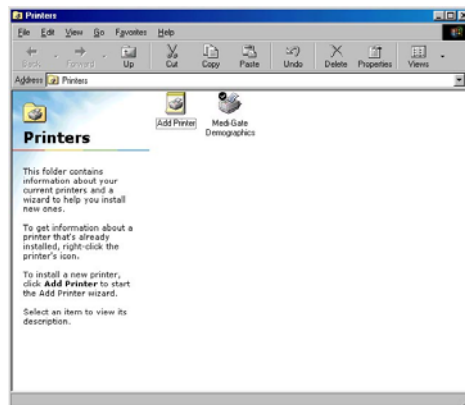 Printers
File Edit View Go Favorites Help
Back Forward Up Cut Copy Paste Undo Delete Properties Views
Address Printers
Add Printer
Medi-Gate
Demographics
Printers
This folder contains
information about your
current printers and a
wizard to help you install
new ones.
To get information about a
printer that's already
installed, right-click the
printer's icon.
To install a new printer,
click Add Printer to start
the Add Printer wizard.
Select an item to view its
description.